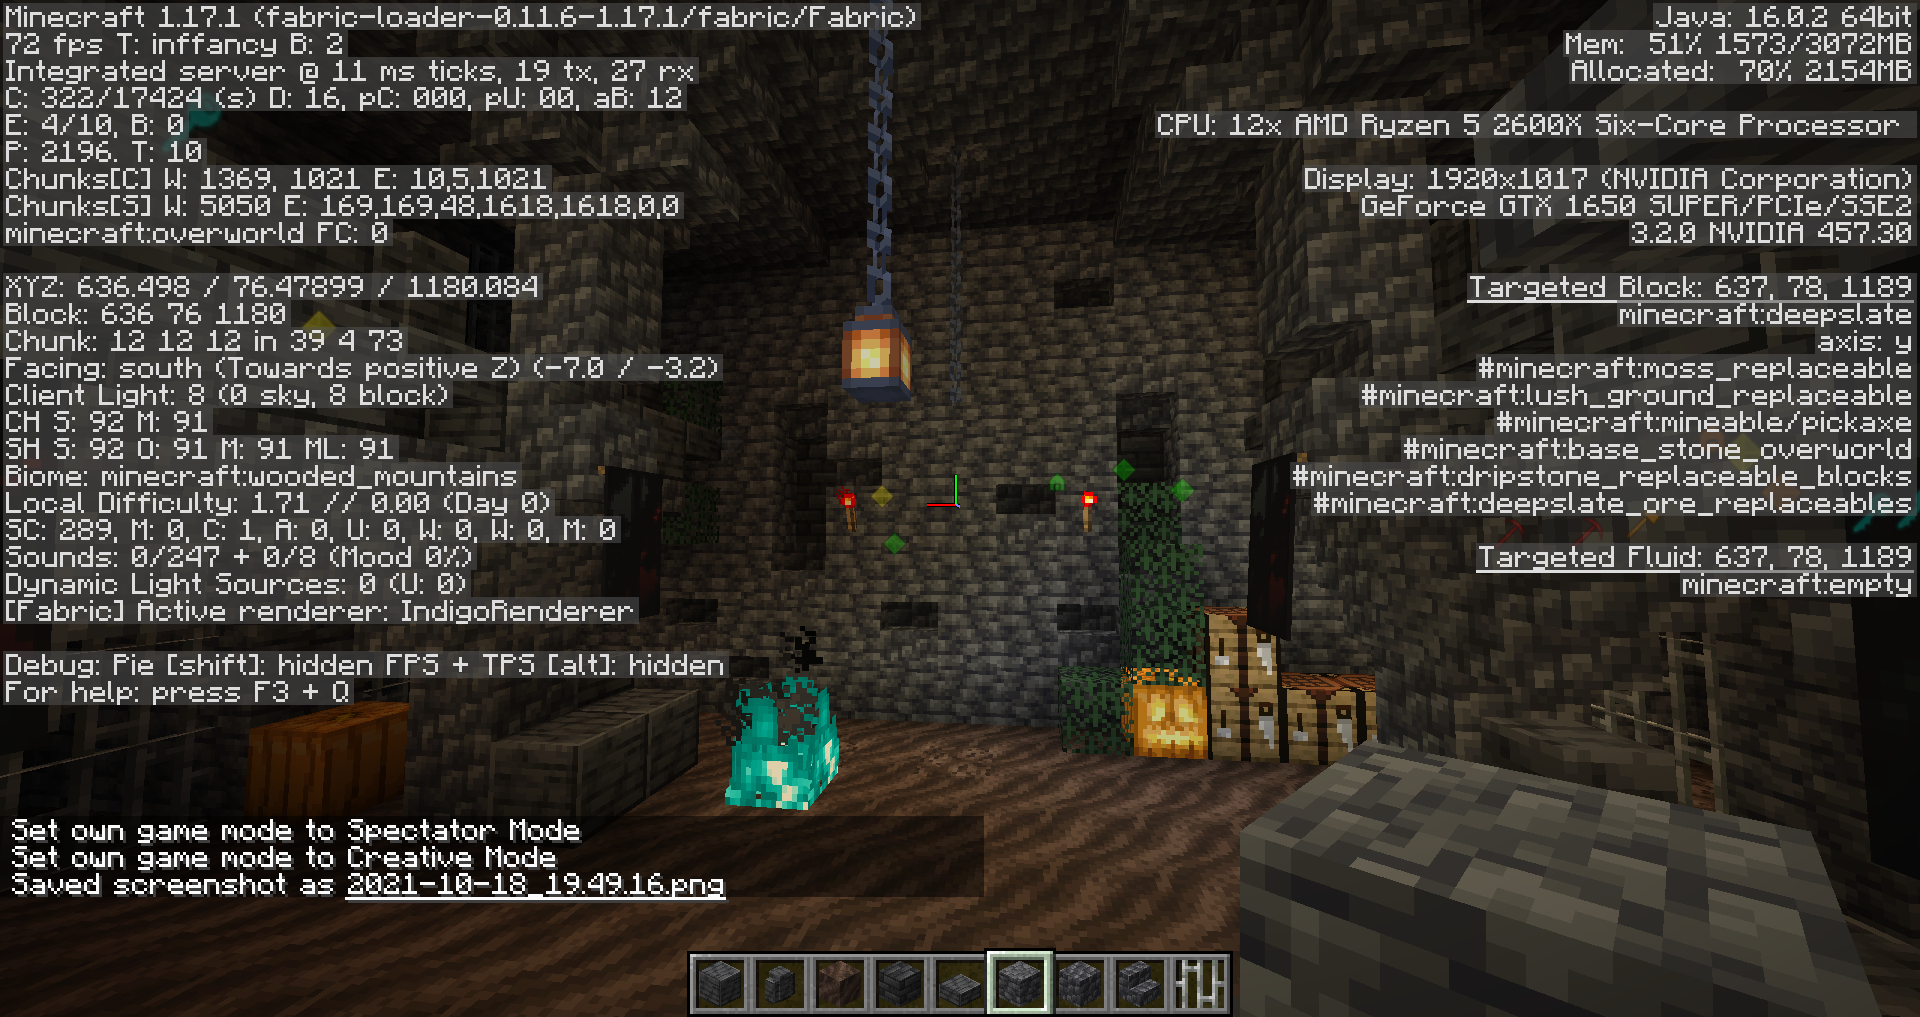 Minecraft 1.17.1 (fabric-loader-0.11.6-1.17.1/fabric/Fabric)
72 fps T: inffancy B: 2
Integrated server @ 11 ms ticks, 19 tx, 27 rx
C: 322/17424 (s) D: 16, pC: 000, pU: 00, aB: 12
E: 4/10, B: 0
P: 2196. T: 10
Chunks[C] W: 1369, 1021 E: 10,5,1021
Chunks[S] W: 5050 E: 169,169,48,1618,1618,0,0
minecraft:overworld FC: 0
XYZ: 636.498 / 76.47899 / 1180.084
Block: 636 76 1180
Chunk: 12 12 12 in 39 4 73
Facing: south (Towards positive Z) (-7.0 / -3.2)
Client Light: 8 (0 sky, 8 block)
CH S: 92 M: 91
SH S: 92 O: 91 M: 91 ML: 91
Biome: minecraft:wooded_mountains
Local Difficulty: 1.71 // 0.00 (Day 0)
SC: 289, M: 0, C: 1, A: 0, U: 0, W: 0, W: 0, M: 0
Sounds: 0/247 + 0/8 (Mood 0%)
Dynamic Light Sources: 0 (U: 0)
[Fabric] Active renderer: IndigoRenderer
Debug: Pie [shift]: hidden FPS + TPS [alt]: hidden
For help: press F3 + Q
Java: 16.0.2 64bit
Mem: 51% 1573/3072MB
Allocated: 70% 2154MB
CPU: 12x AMD Ryzen 5 2600X Six-Core Processor
Display: 1920x1017 (NVIDIA Corporation)
GeForce GTX 1650 SUPER/PCIe/SSE2
3.2.0 NVIDIA 457.30
Targeted Block: 637, 78, 1189
minecraft:deepslate
axis: y
#minecraft:moss_replaceable
#minecraft:lush_ground_replaceable
#minecraft:mineable/pickaxe
#minecraft:base_stone_overworld
#minecraft:dripstone_replaceable_blocks
#minecraft:deepslate_ore_replaceables
Targeted Fluid: 637, 78, 1189
minecraft:empty
Set own game mode to Spectator Mode
Set own game mode to Creative Mode
Saved screenshot as 2021-10-18_19.49.16.png